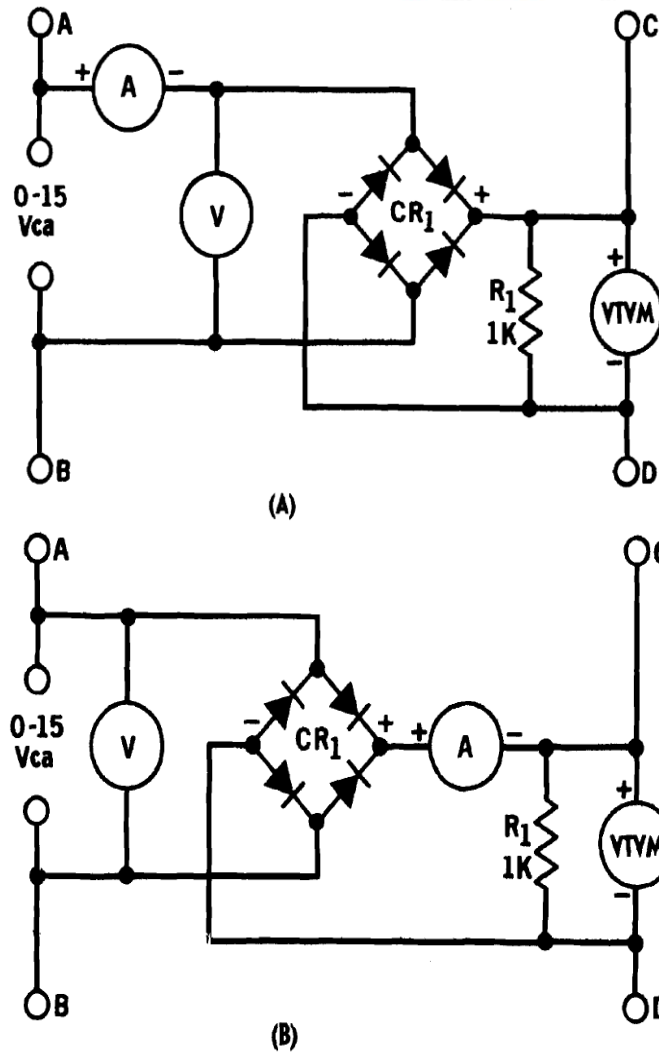 A
C
+ A -
0-15
Vca
V
- CR1 +
R1
1K
+
VTVM
-
B
D
(A)
A
C
0-15
Vca
V
- CR1 +
+ A -
R1
1K
+
VTVM
-
B
D
(B)